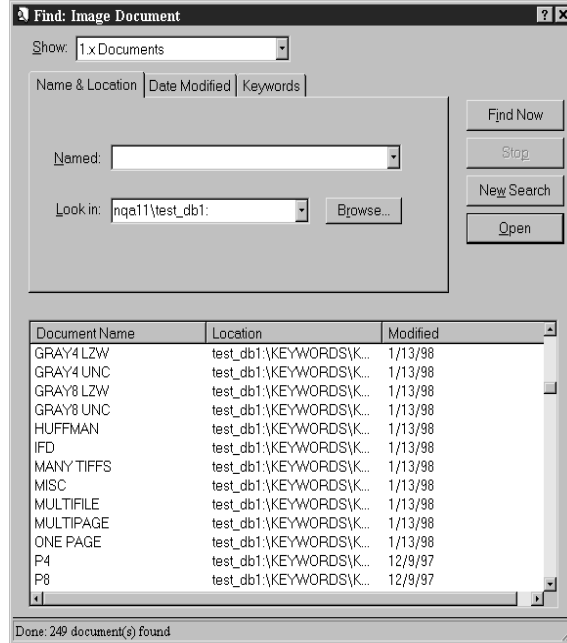 Find: Image Document
Show: 1.x Documents
Name & Location Date Modified Keywords
Find Now
Named:
Stop
Look in: nqa11\test_db1: Browse...
New Search
Open
Document Name Location Modified
GRAY4 LZW test_db1:\KEYWORDS\K... 1/13/98
GRAY4 UNC test_db1:\KEYWORDS\K... 1/13/98
GRAY8 LZW test_db1:\KEYWORDS\K... 1/13/98
GRAY8 UNC test_db1:\KEYWORDS\K... 1/13/98
HUFFMAN test_db1:\KEYWORDS\K... 1/13/98
IFD test_db1:\KEYWORDS\K... 1/13/98
MANY TIFFS test_db1:\KEYWORDS\K... 1/13/98
MISC test_db1:\KEYWORDS\K... 1/13/98
MULTIFILE test_db1:\KEYWORDS\K... 1/13/98
MULTIPAGE test_db1:\KEYWORDS\K... 1/13/98
ONE PAGE test_db1:\KEYWORDS\K... 1/13/98
P4 test_db1:\KEYWORDS\K... 12/9/97
P8 test_db1:\KEYWORDS\K... 12/9/97
Done: 249 document(s) found